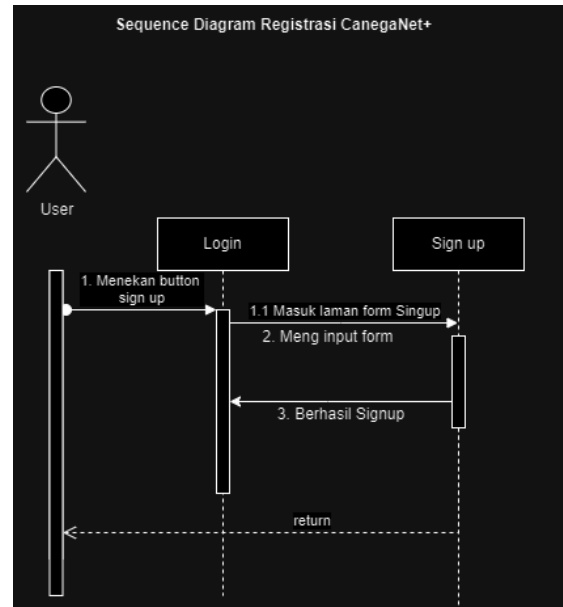 Sequence Diagram Registrasi CanegaNet+
User
Login
Sign up
1. Menekan button
sign up
1.1 Masuk laman form Singup
2. Meng input form
3. Berhasil Signup
return